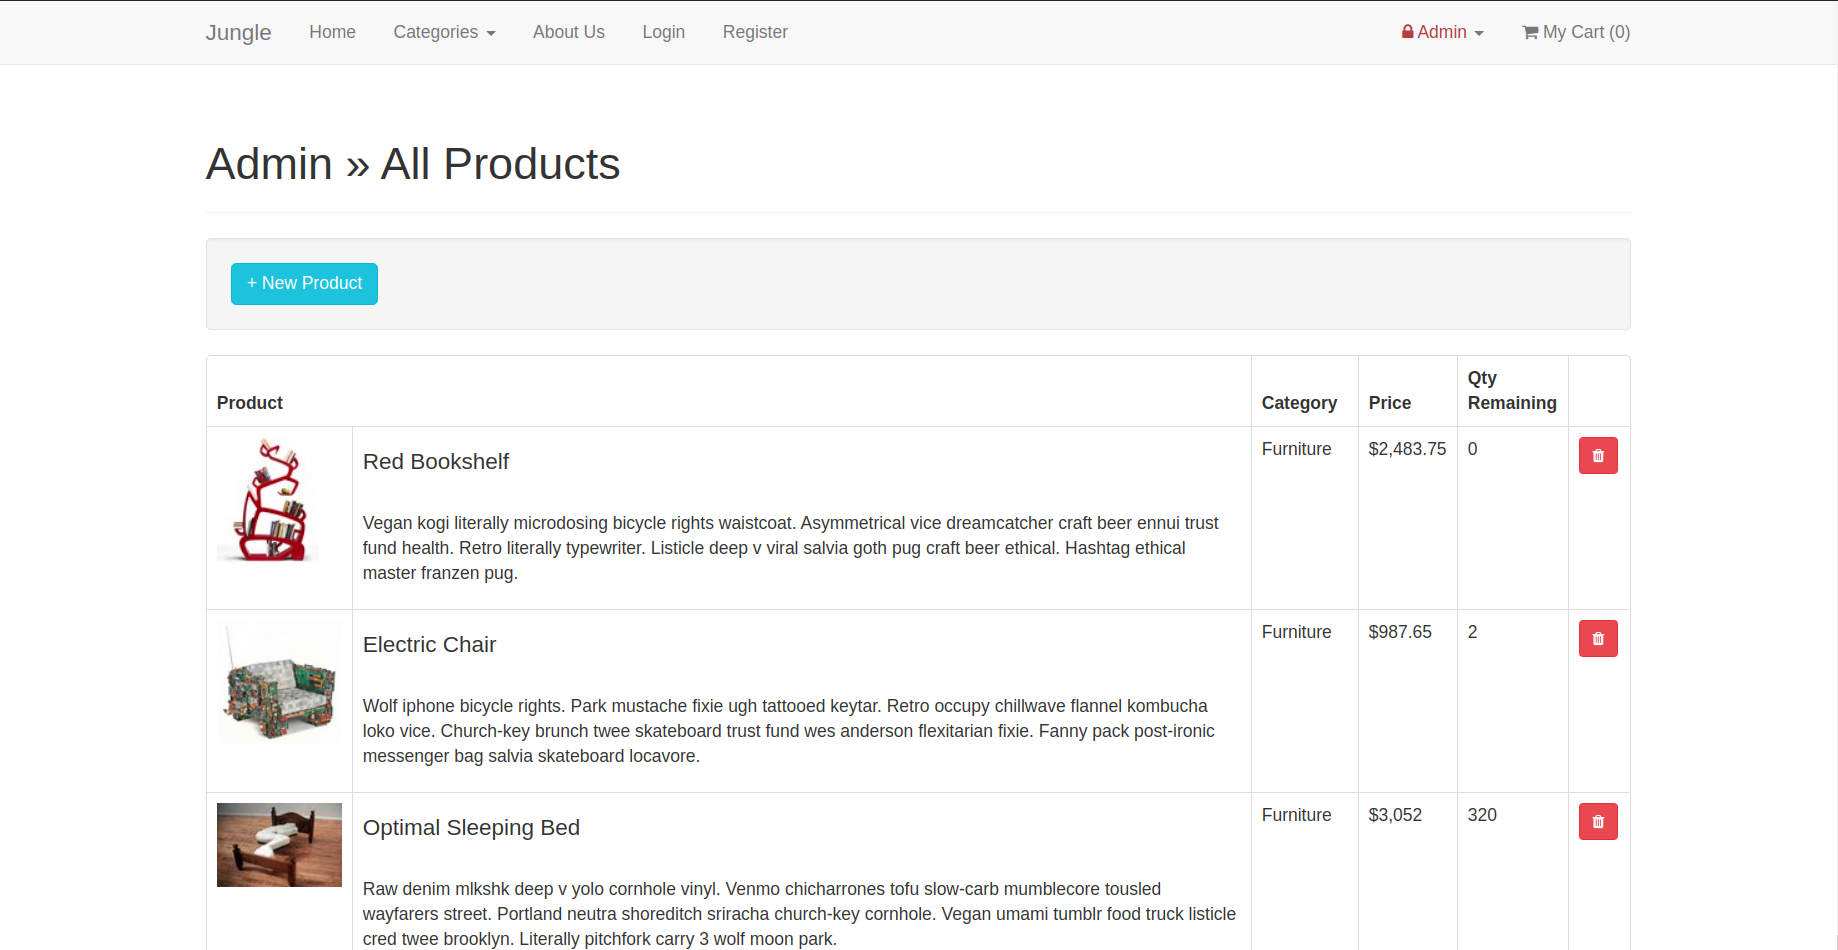 Jungle Home Categories About Us Login Register Admin My Cart (0)
Admin » All Products
+ New Product
Product Category Price Qty Remaining
Red Bookshelf Furniture $2,483.75 0
Vegan kogi literally microdosing bicycle rights waistcoat. Asymmetrical vice dreamcatcher craft beer ennui trust
fund health. Retro literally typewriter. Listicle deep v viral salvia goth pug craft beer ethical. Hashtag ethical
master franzen pug.
Electric Chair Furniture $987.65 2
Wolf iphone bicycle rights. Park mustache fixie ugh tattooed keytar. Retro occupy chillwave flannel kombucha
loko vice. Church-key brunch twee skateboard trust fund wes anderson flexitarian fixie. Fanny pack post-ironic
messenger bag salvia skateboard locavore.
Optimal Sleeping Bed Furniture $3,052 320
Raw denim mlkshk deep v yolo cornhole vinyl. Venmo chicharrones tofu slow-carb mumblecore tousled
wayfarers street. Portland neutra shoreditch sriracha church-key cornhole. Vegan umami tumblr food truck listicle
cred twee brooklyn. Literally pitchfork carry 3 wolf moon park.